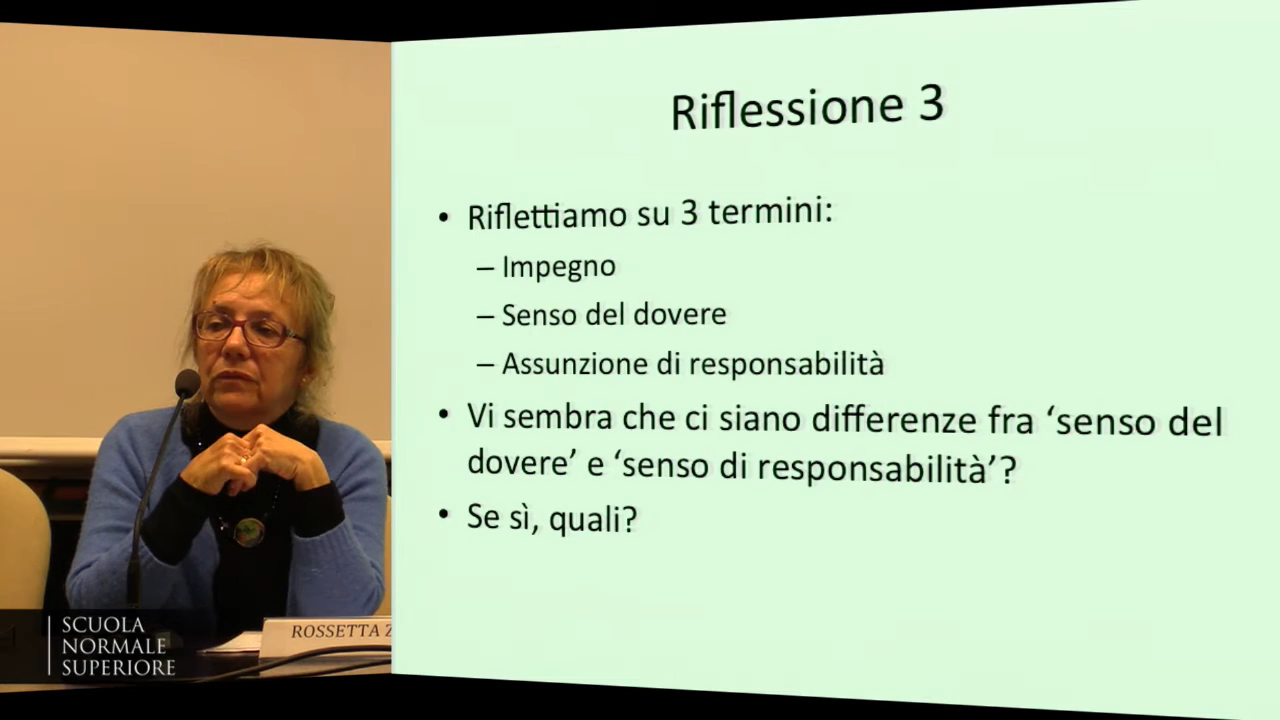 Riflessione 3
• Riflettiamo su 3 termini:
– Impegno
– Senso del dovere
– Assunzione di responsabilità
• Vi sembra che ci siano differenze fra ‘senso del
dovere’ e ‘senso di responsabilità’?
• Se sì, quali?
ROSSETTA Z
SCUOLA
NORMALE
SUPERIORE